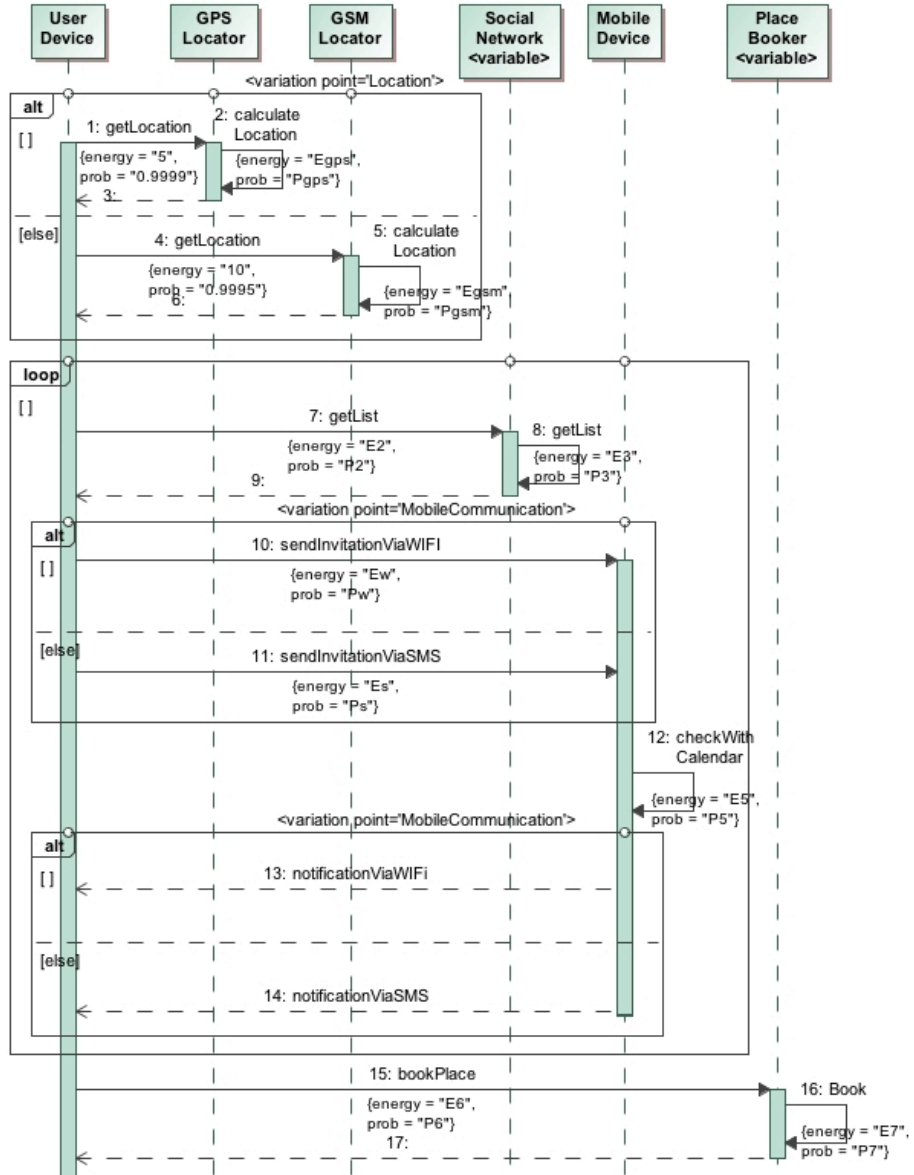 User
Device
GPS
Locator
GSM
Locator
Social
Network
<variable>
Mobile
Device
Place
Booker
<variable>
<variation point='Location'>
alt
[ ]
1: getLocation
{energy = "5",
prob = "0.9999"}
2: calculate
Location
{energy = "Egps",
prob = "Pgps"}
3:
[else]
4: getLocation
{energy = "10",
prob = "0.9995"}
5: calculate
Location
{energy = "Egsm",
prob = "Pgsm"}
6:
loop
[ ]
7: getList
{energy = "E2",
prob = "P2"}
8: getList
{energy = "E3",
prob = "P3"}
9:
<variation point='MobileCommunication'>
alt
[ ]
10: sendInvitationViaWIFI
{energy = "Ew",
prob = "Pw"}
[else]
11: sendInvitationViaSMS
{energy = "Es",
prob = "Ps"}
12: checkWith
Calendar
{energy = "E5",
prob = "P5"}
<variation point='MobileCommunication'>
alt
[ ]
13: notificationViaWIFi
[else]
14: notificationViaSMS
15: bookPlace
{energy = "E6",
prob = "P6"}
16: Book
{energy = "E7",
prob = "P7"}
17: